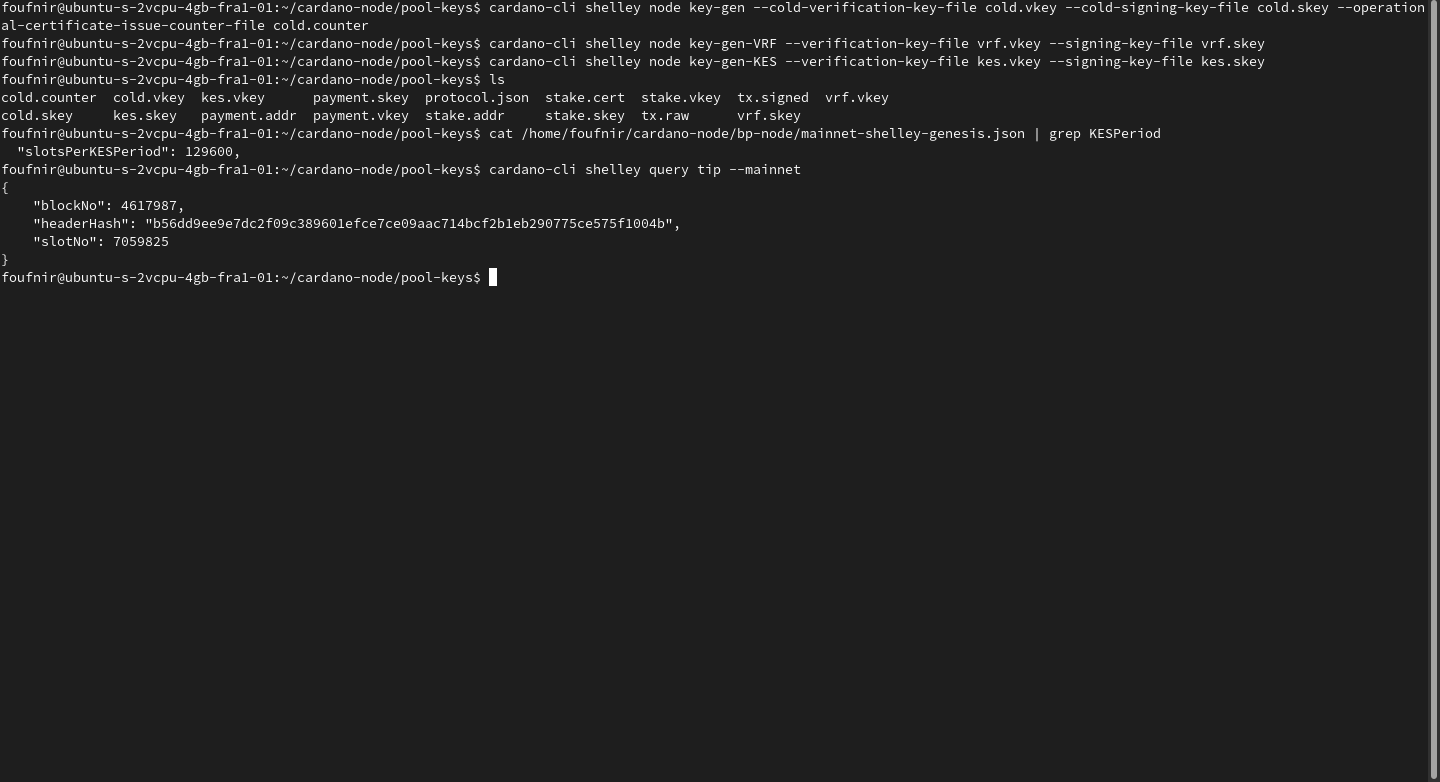 foufnir@ubuntu-s-2vcpu-4gb-fra1-01:~/cardano-node/pool-keys$ cardano-cli shelley node key-gen --cold-verification-key-file cold.vkey --cold-signing-key-file cold.skey --operation
al-certificate-issue-counter-file cold.counter
foufnir@ubuntu-s-2vcpu-4gb-fra1-01:~/cardano-node/pool-keys$ cardano-cli shelley node key-gen-VRF --verification-key-file vrf.vkey --signing-key-file vrf.skey
foufnir@ubuntu-s-2vcpu-4gb-fra1-01:~/cardano-node/pool-keys$ cardano-cli shelley node key-gen-KES --verification-key-file kes.vkey --signing-key-file kes.skey
foufnir@ubuntu-s-2vcpu-4gb-fra1-01:~/cardano-node/pool-keys$ ls
cold.counter  cold.vkey  kes.vkey      payment.skey  protocol.json  stake.cert  stake.vkey  tx.signed  vrf.vkey
cold.skey     kes.skey  payment.addr  payment.vkey  stake.addr     stake.skey  tx.raw      vrf.skey
foufnir@ubuntu-s-2vcpu-4gb-fra1-01:~/cardano-node/pool-keys$ cat /home/foufnir/cardano-node/bp-node/mainnet-shelley-genesis.json | grep KESPeriod
  "slotsPerKESPeriod": 129600,
foufnir@ubuntu-s-2vcpu-4gb-fra1-01:~/cardano-node/pool-keys$ cardano-cli shelley query tip --mainnet
{
    "blockNo": 4617987,
    "headerHash": "b56dd9ee9e7dc2f09c389601efce7ce09aac714bcf2b1eb290775ce575f1004b",
    "slotNo": 7059825
}
foufnir@ubuntu-s-2vcpu-4gb-fra1-01:~/cardano-node/pool-keys$